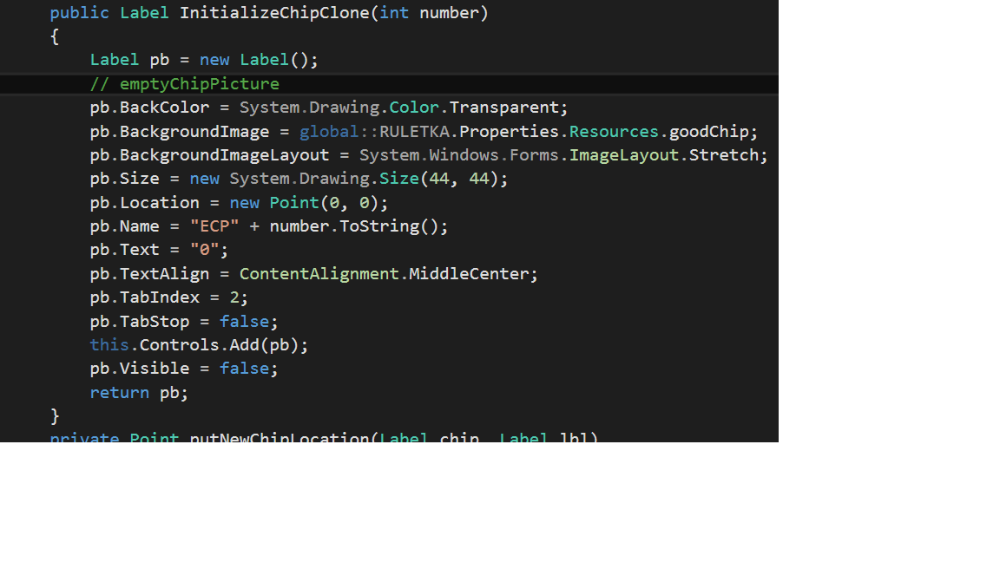 public Label InitializeChipClone(int number)
{
Label pb = new Label();
// emptyChipPicture
pb.BackColor = System.Drawing.Color.Transparent;
pb.BackgroundImage = global::RULETKA.Properties.Resources.goodChip;
pb.BackgroundImageLayout = System.Windows.Forms.ImageLayout.Stretch;
pb.Size = new System.Drawing.Size(44, 44);
pb.Location = new Point(0, 0);
pb.Name = "ECP" + number.ToString();
pb.Text = "0";
pb.TextAlign = ContentAlignment.MiddleCenter;
pb.TabIndex = 2;
pb.TabStop = false;
this.Controls.Add(pb);
pb.Visible = false;
return pb;
}
private Point putNewChipLocation(Label chip, Label lbl)